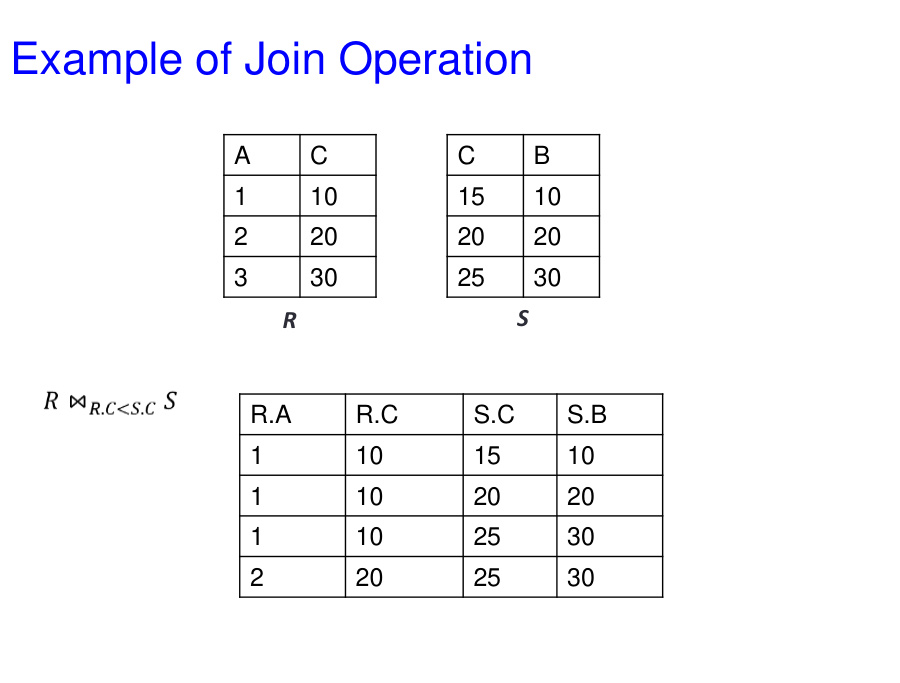 Example of Join Operation
A C
1 10
2 20
3 30
R
C B
15 10
20 20
25 30
S
R ⋈R.C<S.C S
R.A R.C S.C S.B
1 10 15 10
1 10 20 20
1 10 25 30
2 20 25 30